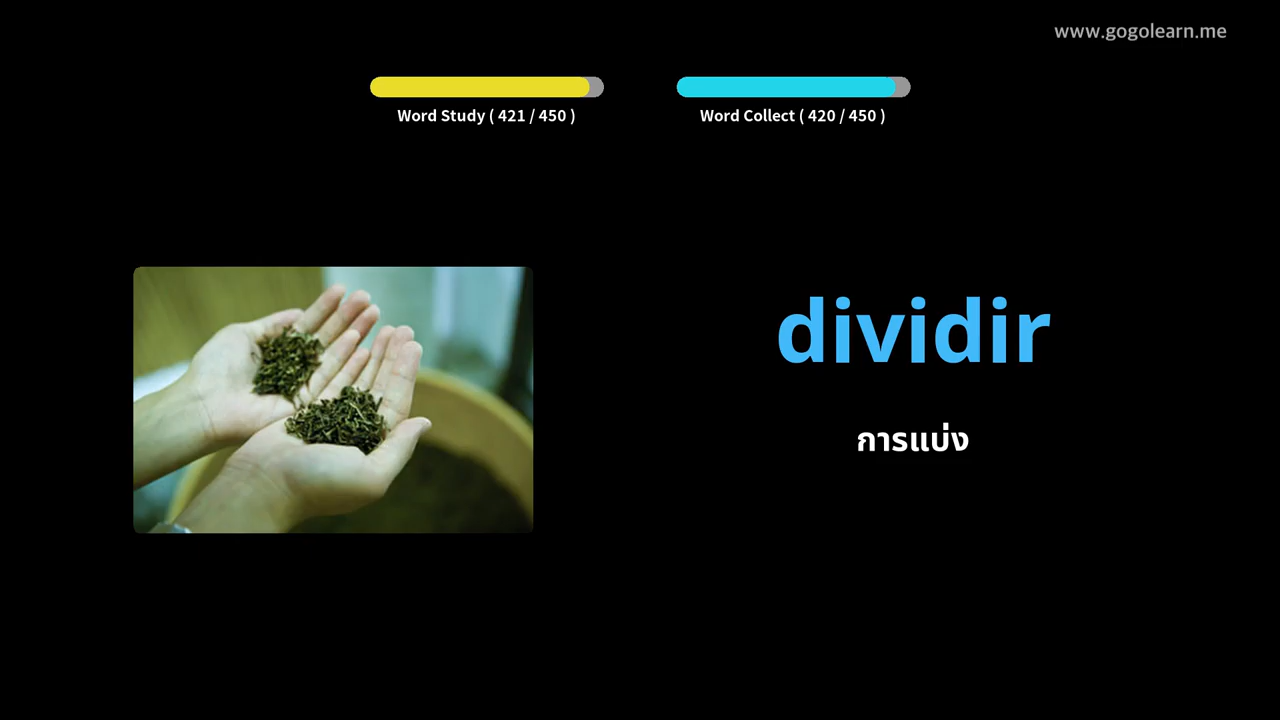 www.gogolearn.me
Word Study ( 421 / 450 )
Word Collect ( 420 / 450 )
dividir
การแบ่ง